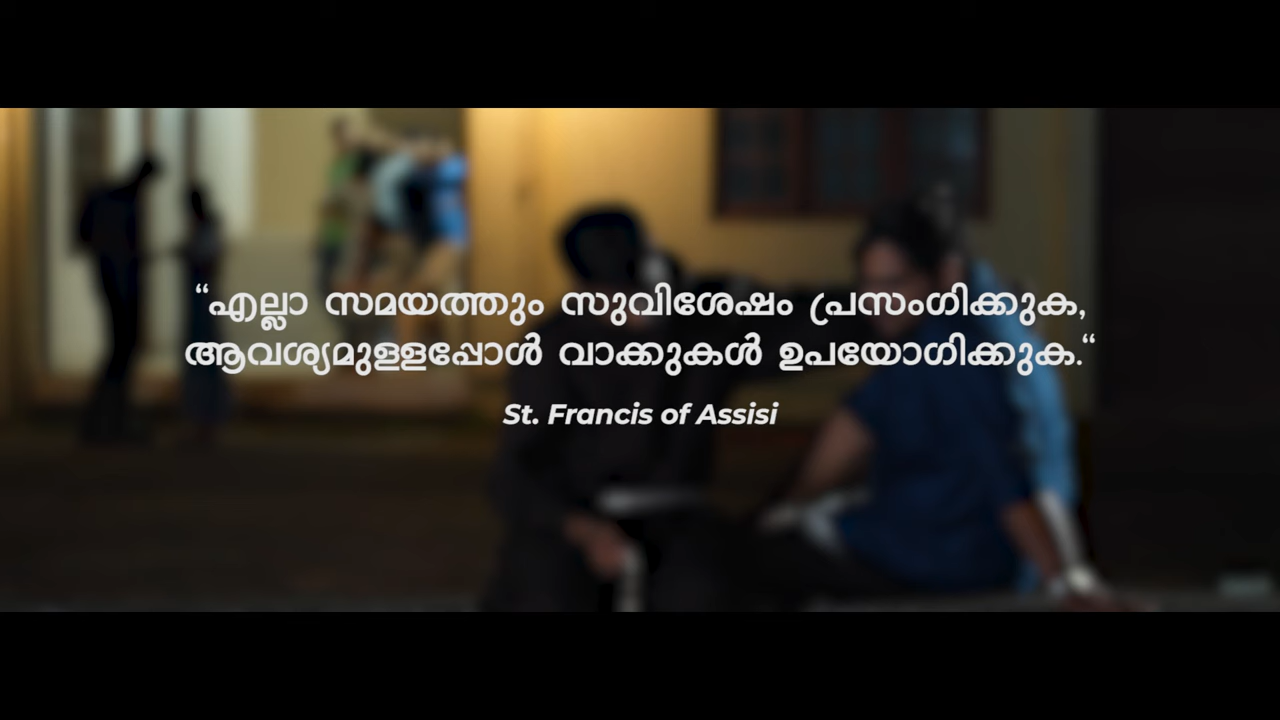 “എല്ലാ സമയത്തും സുവിശേഷം പ്രസംഗിക്കുക,
ആവശ്യമുള്ളപ്പോൾ വാക്കുകൾ ഉപയോഗിക്കുക.“
St. Francis of Assisi